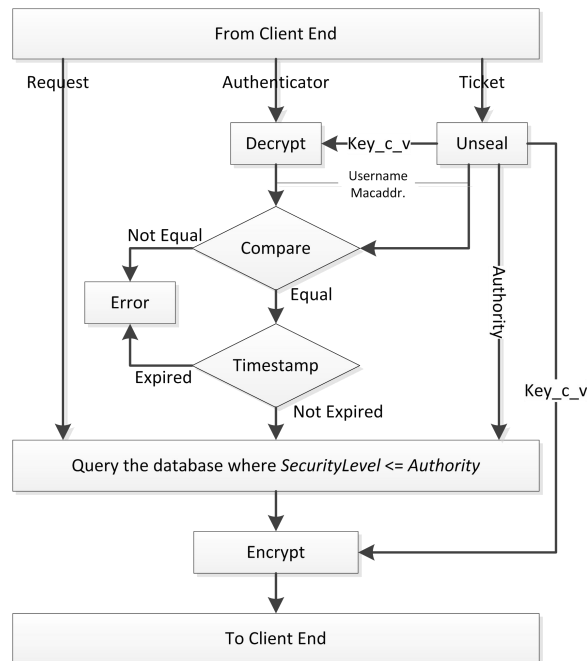 From Client End
Request
Authenticator
Ticket
Decrypt
Key_c_v
Unseal
Username
Macaddr.
Not Equal
Compare
Error
Equal
Authority
Timestamp
Expired
Key_c_v
Not Expired
Query the database where SecurityLevel <= Authority
Encrypt
To Client End